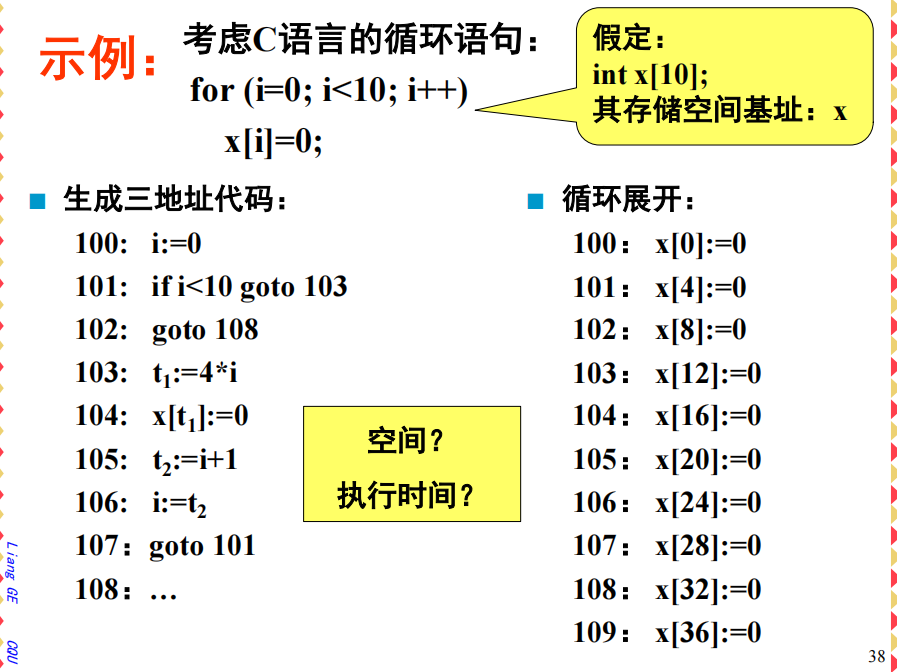 示例：
考虑C语言的循环语句：
for (i=0; i<10; i++)
x[i]=0;
假定：
int x[10];
其存储空间基址：x
生成三地址代码：
100: i:=0
101: if i<10 goto 103
102: goto 108
103: t₁:=4*i
104: x[t₁]:=0
105: t₂:=i+1
106: i:=t₂
107：goto 101
108：…
空间？
执行时间？
循环展开：
100： x[0]:=0
101： x[4]:=0
102： x[8]:=0
103： x[12]:=0
104： x[16]:=0
105： x[20]:=0
106： x[24]:=0
107： x[28]:=0
108： x[32]:=0
109： x[36]:=0
Liang GE CQU
38